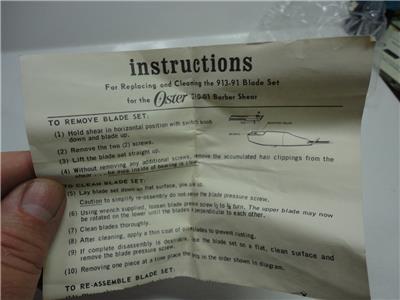 instructions
For Replacing and Cleaning the 913-91 Blade Set
for the Oster Barber Shear
TO REMOVE BLADE SET:
(1) Hold shear in horizontal position with switch knob
down and blade up.
(2) Remove the two (2) screws.
(3) Lift the blade set straight up.
(4) Without removing any additional screws, remove the accumulated hair clippings from the
shear
TO CLEAN BLADE SET:
(5) Lay blade set down on flat surface,
Caution to simplify re-assembly do not the blade pressure screw.
(6) Using wrench supplied, loosen blade press screw ½ to turn. The upper blade may now
be rotated on the lower until the blades perpendicular to each other.
(7) Clean blades thoroughly.
(8) After cleaning, apply a thin coat of blades to prevent rusting.
(9) If complete disassembly is desirable, the blade set on a flat, clean surface and
remove the blade pressure screw.
(10) Removing one piece at a time place in the order shown in diagram.
TO RE-ASSEMBLE BLADE SET: